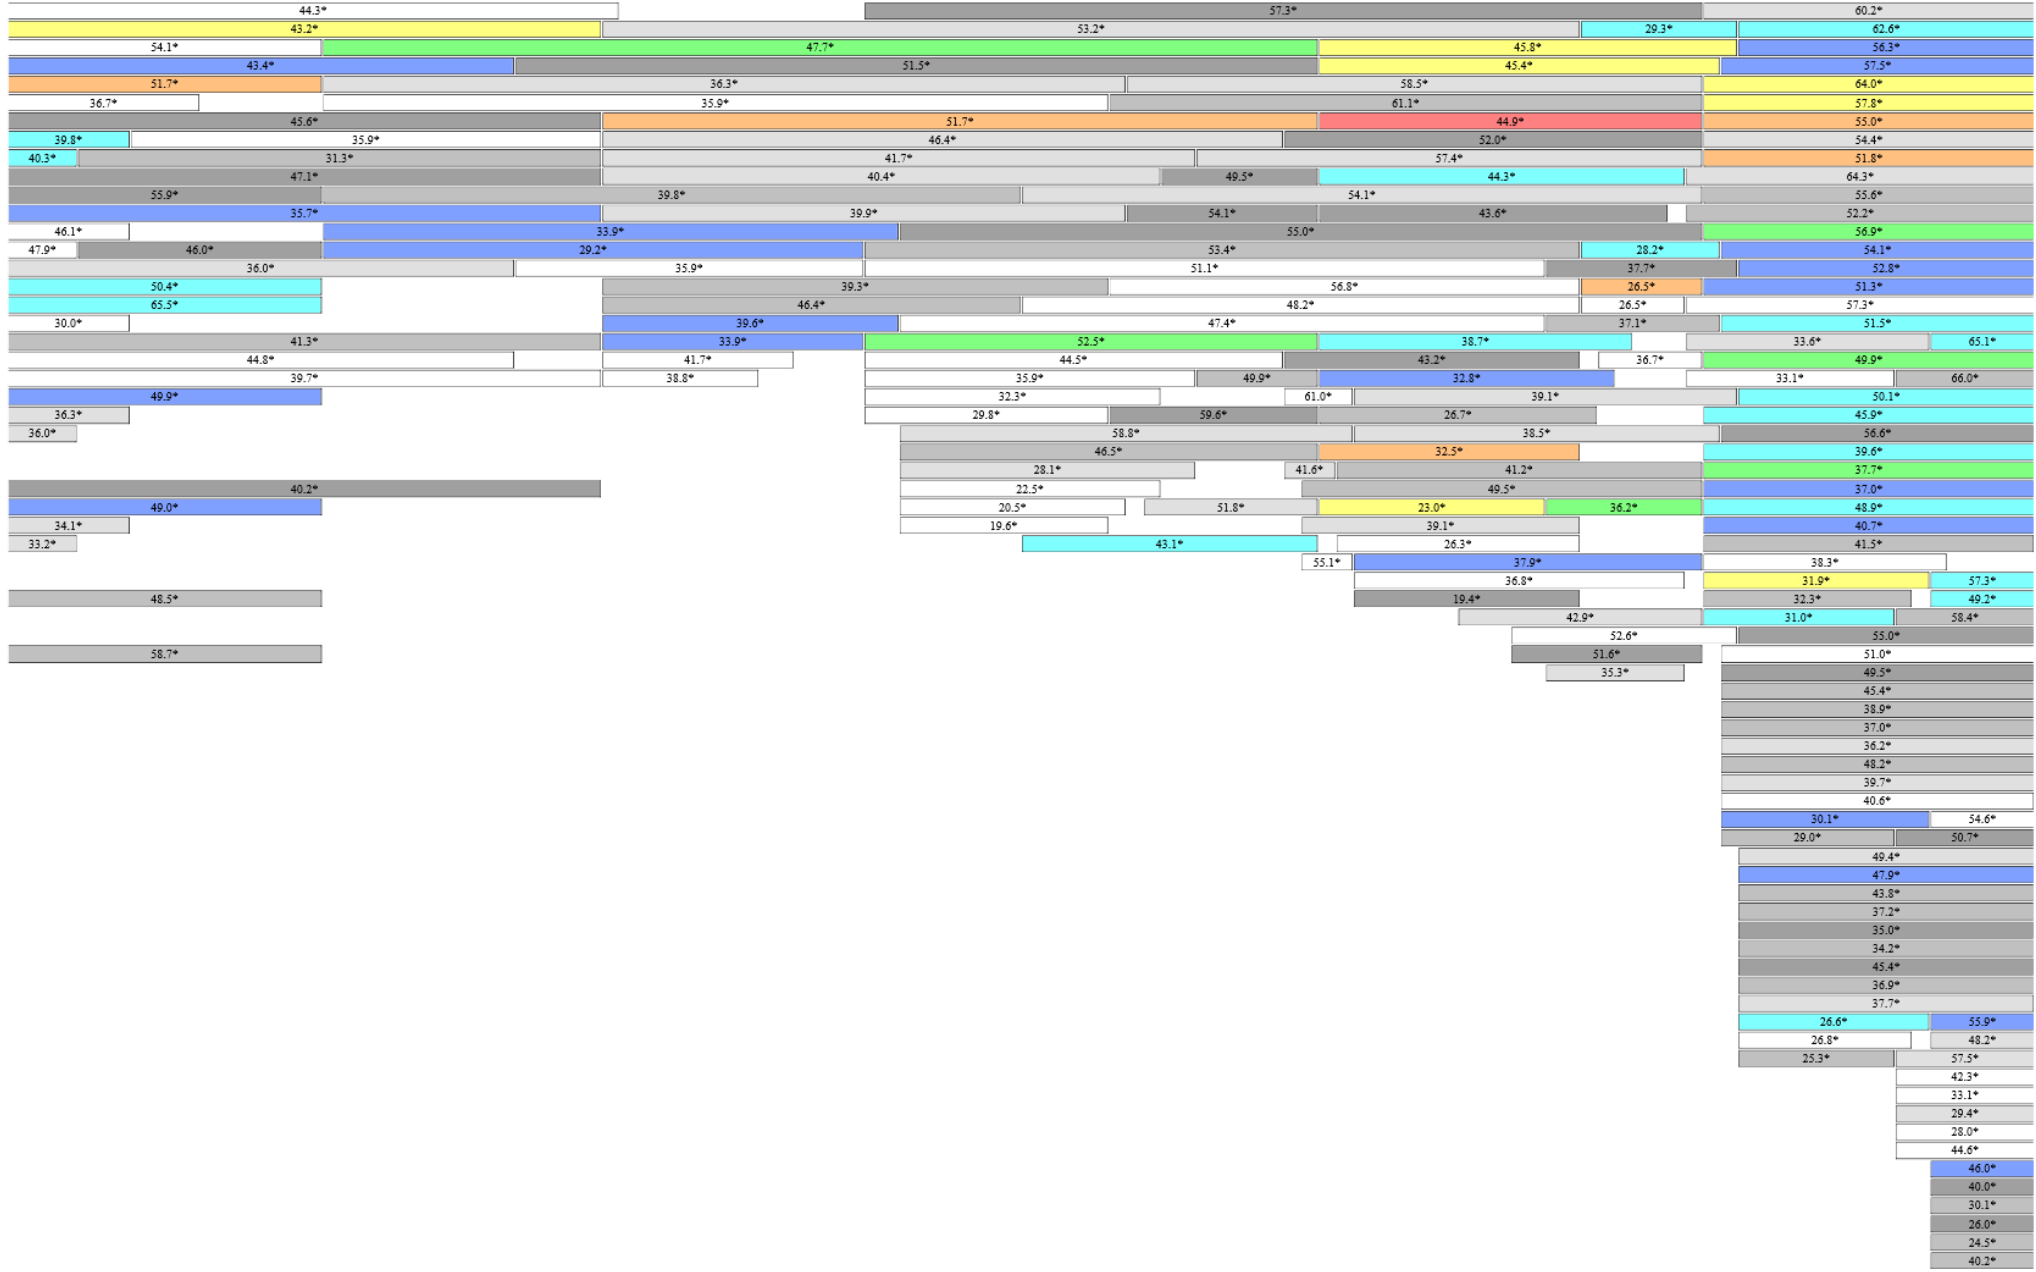 44.3* 57.3* 60.2*
43.2* 53.2* 29.3* 62.6*
54.1* 47.7* 45.8* 56.3*
43.4* 51.5* 45.4* 57.5*
51.7* 36.3* 58.5* 64.0*
36.7* 35.9* 61.1* 57.8*
45.6* 51.7* 44.9* 55.0*
39.8* 35.9* 46.4* 52.0* 54.4*
40.3* 31.3* 41.7* 57.4* 51.8*
47.1* 40.4* 49.5* 44.3* 64.3*
55.9* 39.8* 54.1* 55.6*
35.7* 39.9* 54.1* 43.6* 52.2*
46.1* 33.9* 55.0* 56.9*
47.9* 46.0* 29.2* 53.4* 28.2* 54.1*
36.0* 35.9* 51.1* 37.7* 52.8*
50.4* 39.3* 56.8* 26.5* 51.3*
65.5* 46.4* 48.2* 26.5* 57.3*
30.0* 39.6* 47.4* 37.1* 51.5*
41.3* 33.9* 52.5* 38.7* 33.6* 65.1*
44.8* 41.7* 44.5* 43.2* 36.7* 49.9*
39.7* 38.8* 35.9* 49.9* 32.8* 33.1* 66.0*
49.9* 32.3* 61.0* 39.1* 50.1*
36.3* 29.8* 59.6* 26.7* 45.9*
36.0* 58.8* 38.5* 56.6*
46.5* 32.5* 39.6*
28.1* 41.6* 41.2* 37.7*
40.2* 22.5* 49.5* 37.0*
49.0* 20.5* 51.8* 23.0* 36.2* 48.9*
34.1* 19.6* 39.1* 40.7*
33.2* 43.1* 26.3* 41.5*
55.1* 37.9* 38.3*
36.8* 31.9* 57.3*
48.5* 19.4* 32.3* 49.2*
42.9* 31.0* 58.4*
52.6* 55.0*
58.7* 51.6* 51.0*
35.3* 49.5*
45.4*
38.9*
37.0*
36.2*
48.2*
39.7*
40.6*
30.1* 54.6*
29.0* 50.7*
49.4*
47.9*
43.8*
37.2*
35.0*
34.2*
45.4*
36.9*
37.7*
26.6* 55.9*
26.8* 48.2*
25.3* 57.5*
42.3*
33.1*
29.4*
28.0*
44.6*
46.0*
40.0*
30.1*
26.0*
24.5*
40.2*